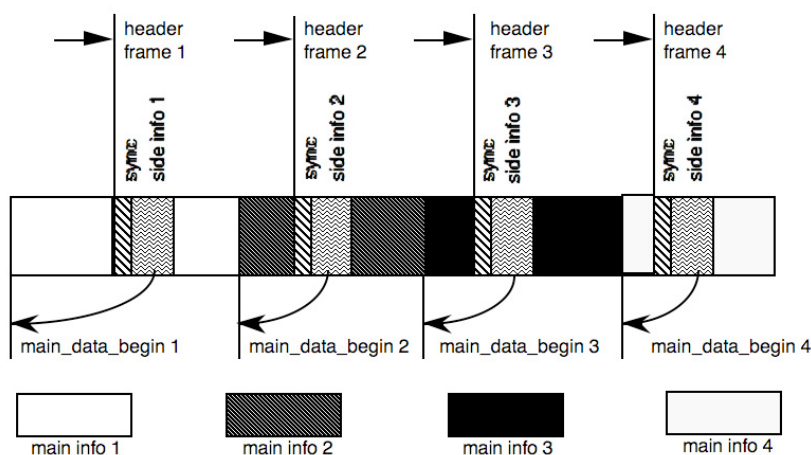 header
frame 1
header
frame 2
header
frame 3
header
frame 4
sync
side info 1
sync
side info 2
sync
side info 3
sync
side info 4
main_data_begin 1
main_data_begin 2
main_data_begin 3
main_data_begin 4
main info 1
main info 2
main info 3
main info 4